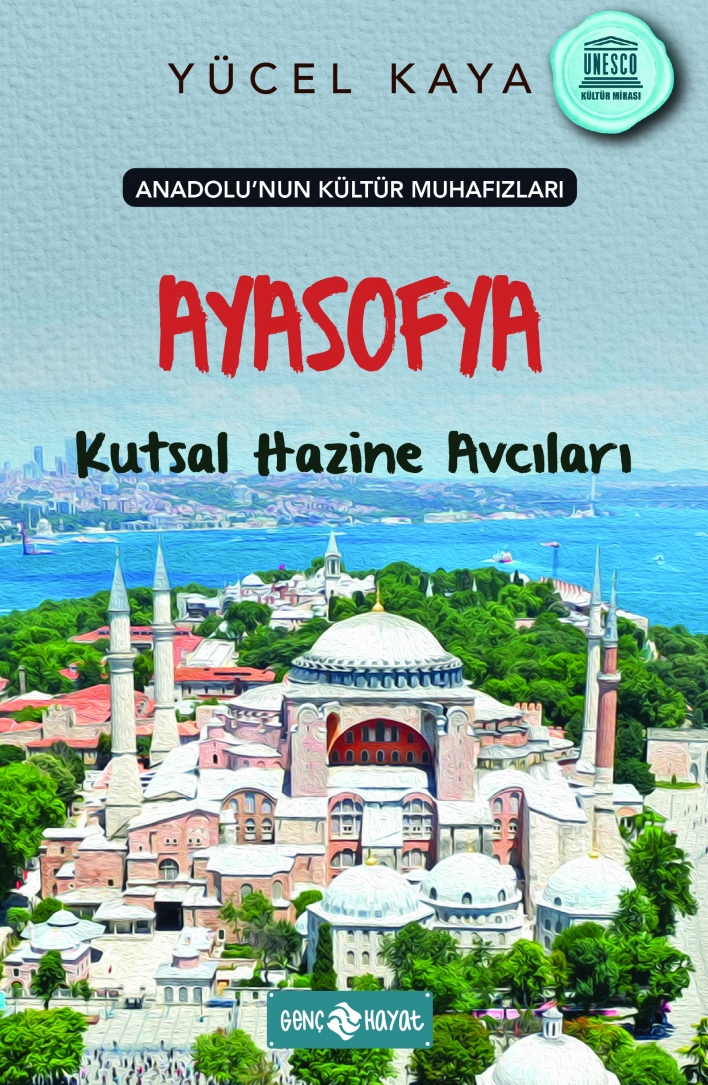 YÜCEL KAYA
UNESCO
KÜLTÜR MİRASI
ANADOLU'NUN KÜLTÜR MUHAFIZLARI
AYASOFYA
Kutsal Hazine Avcıları
GENÇ HAYAT